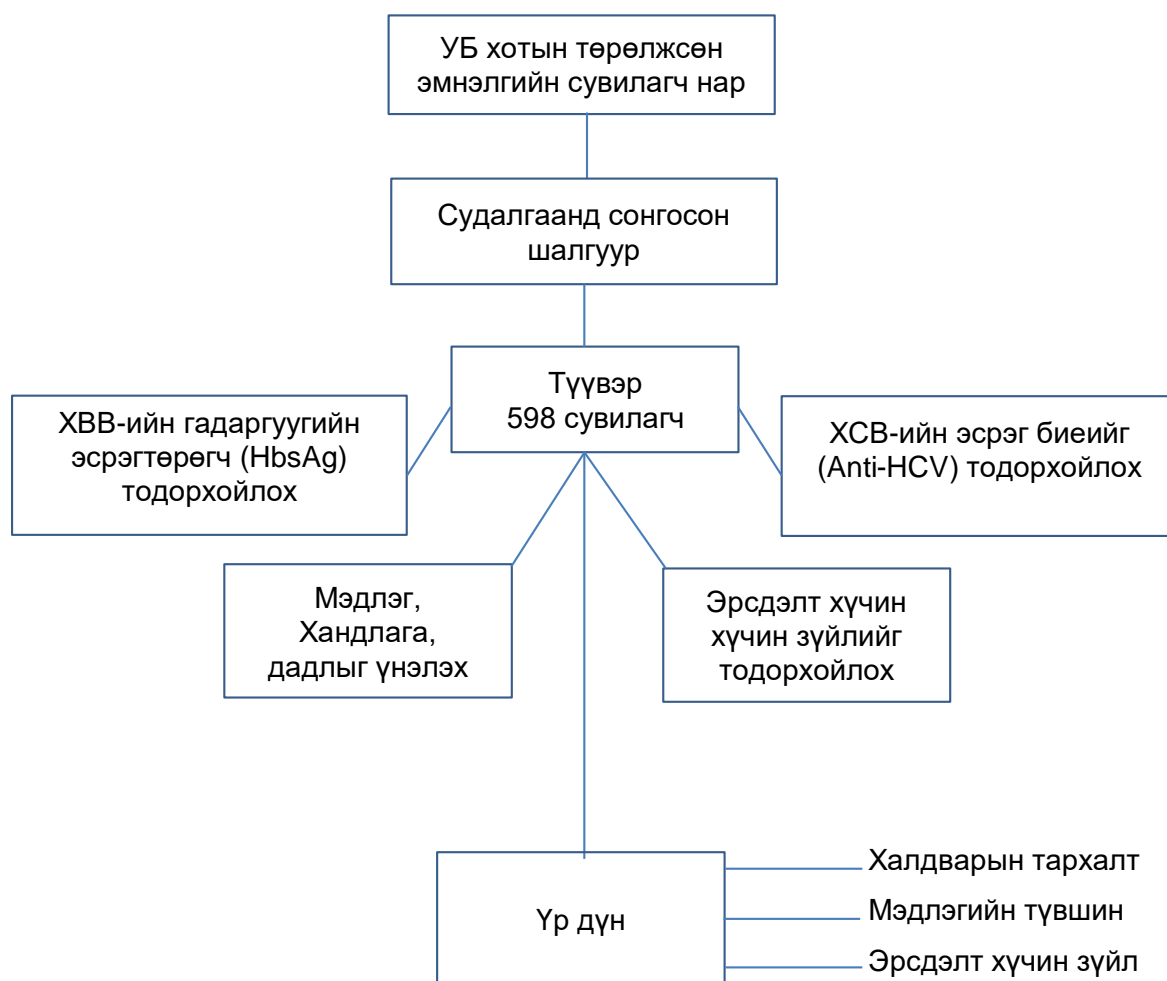 УБ хотын төрөлжсөн
эмнэлгийн сувилагч нар
Судалгаанд сонгосон
шалгуур
Түүвэр
598 сувилагч
ХВВ-ийн гадаргуугийн
эсрэгтөрөгч (HbsAg)
тодорхойлох
ХСВ-ийн эсрэг биеийг
(Anti-HCV) тодорхойлох
Мэдлэг,
Хандлага,
дадлыг үнэлэх
Эрсдэлт хүчин
хүчин зүйлийг
тодорхойлох
Үр дүн
Халдварын тархалт
Мэдлэгийн түвшин
Эрсдэлт хүчин зүйл